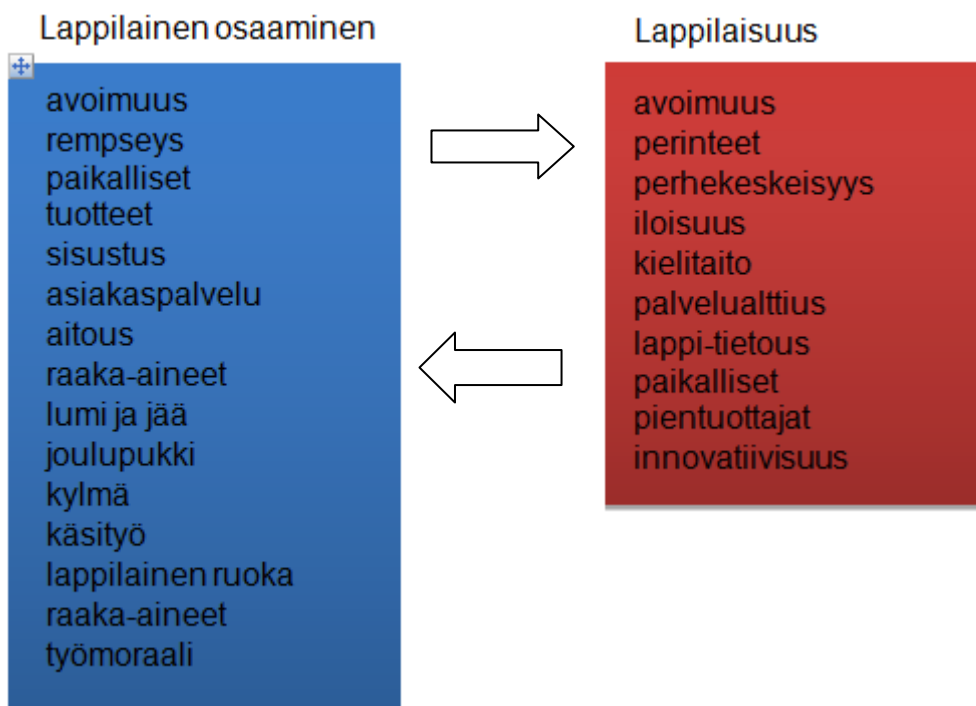 Lappilainen osaaminen
avoimuus
rempseys
paikalliset
tuotteet
sisustus
asiakaspalvelu
aitous
raaka-aineet
lumi ja jää
joulupukki
kylmä
käsityö
lappilainen ruoka
raaka-aineet
työmoraali
Lappilaisuus
avoimuus
perinteet
perhekeskeisyys
iloisuus
kielitaito
palvelualttius
lappi-tietous
paikalliset
pientuottajat
innovatiivisuus